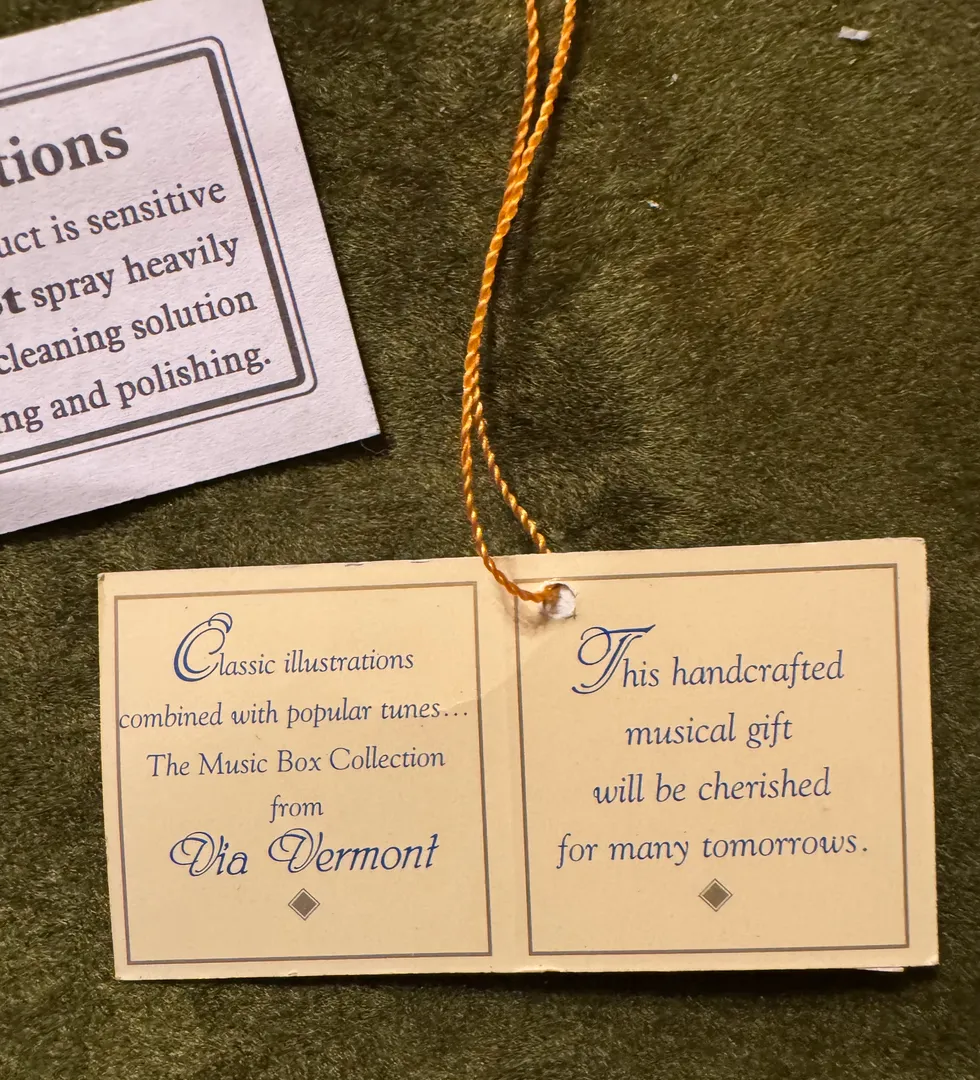 tions
uct is sensitive
t spray heavily
cleaning solution
ng and polishing.
Classic illustrations
combined with popular tunes...
The Music Box Collection
from
Via Vermont
This handcrafted
musical gift
will be cherished
for many tomorrows.